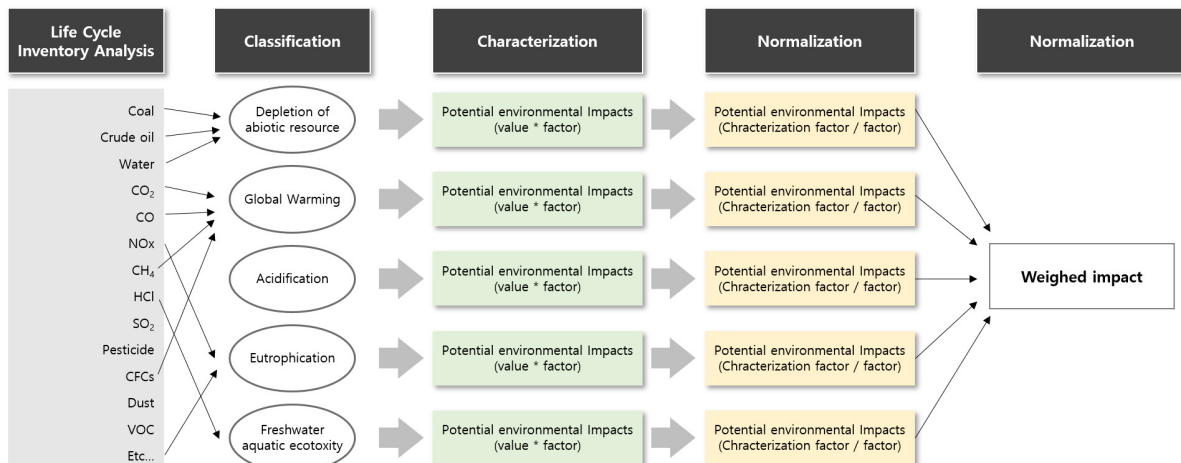 Life Cycle
Inventory Analysis
Classification
Characterization
Normalization
Normalization
Coal
Crude oil
Water
CO₂
CO
NOx
CH₄
HCl
SO₂
Pesticide
CFCs
Dust
VOC
Etc...
Depletion of
abiotic resource
Global Warming
Acidification
Eutrophication
Freshwater
aquatic ecotoxity
Potential environmental Impacts
(value * factor)
Potential environmental Impacts
(value * factor)
Potential environmental Impacts
(value * factor)
Potential environmental Impacts
(value * factor)
Potential environmental Impacts
(value * factor)
Potential environmental Impacts
(Chracterization factor / factor)
Potential environmental Impacts
(Chracterization factor / factor)
Potential environmental Impacts
(Chracterization factor / factor)
Potential environmental Impacts
(Chracterization factor / factor)
Potential environmental Impacts
(Chracterization factor / factor)
Weighed impact